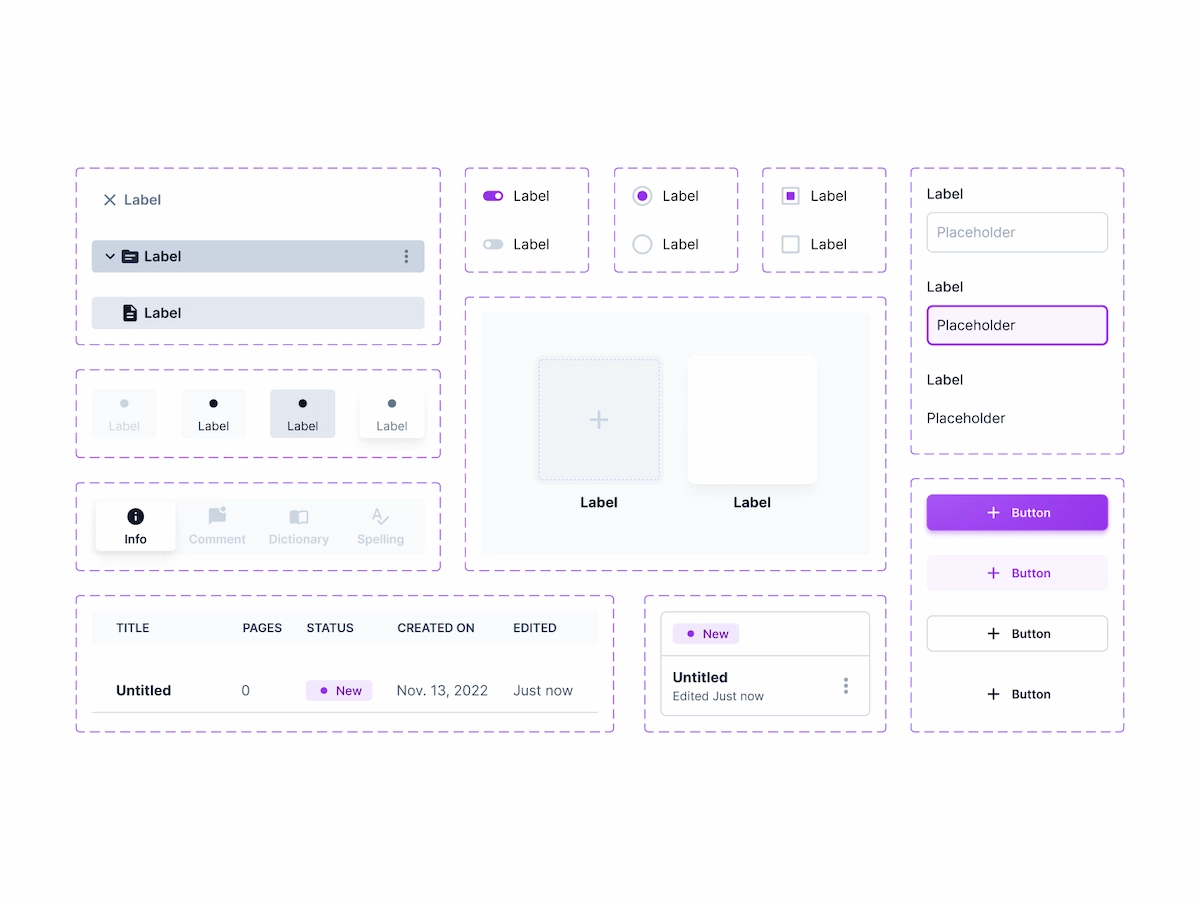 Label
Label
Label
Label
Label
Label
Label
Info
Comment
Dictionary
Spelling
Label
Label
Label
Label
Label
Label
Label
Label
Label
Placeholder
Label
Placeholder
Label
Placeholder
TITLE PAGES STATUS CREATED ON EDITED
Untitled 0 New Nov. 13, 2022 Just now
New
Untitled
Edited Just now
Button
Button
Button
Button